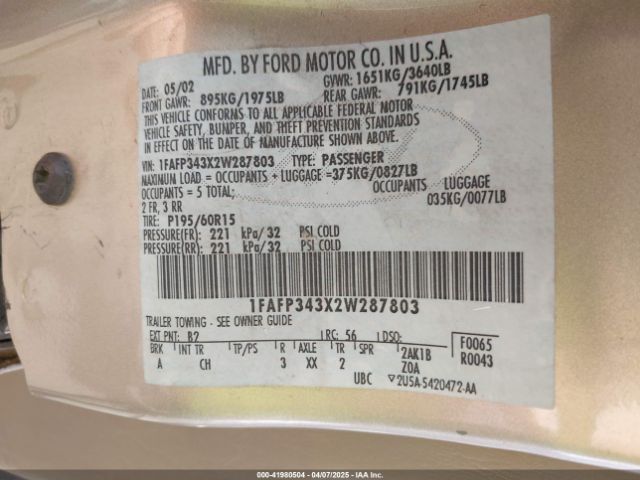 MFD. BY FORD MOTOR CO. IN U.S.A.
DATE: 05/02 GVWR: 1651KG/3640LB
FRONT GAWR: 895KG/1975LB REAR GAWR: 791KG/1745LB
THIS VEHICLE CONFORMS TO ALL APPLICABLE FEDERAL MOTOR
VEHICLE SAFETY, BUMPER, AND THEFT PREVENTION STANDARDS
IN EFFECT ON THE DATE OF MANUFACTURE SHOWN ABOVE.
VIN: 1FAFP343X2W287803 TYPE: PASSENGER
MAXIMUM LOAD = OCCUPANTS + LUGGAGE =375KG/0827LB
OCCUPANTS = 5 TOTAL; OCCUPANTS LUGGAGE
2 FR, 3 RR 035KG/0077LB
TIRE: P195/60R15
PRESSURE(FR): 221 kPa/32 PSI COLD
PRESSURE(RR): 221 kPa/32 PSI COLD
1FAFP343X2W287803
TRAILER TOWING - SEE OWNER GUIDE
EXT PNT: B2 RC: 56 DSO: F0065
BRK INT TR TP/PS R AXLE TR SPR 2AK1B R0043
A CH 3 XX 2 Z0A
UBC 2U5A-5420472-AA
000-41980504 - 04/07/2025 - IAA Inc.